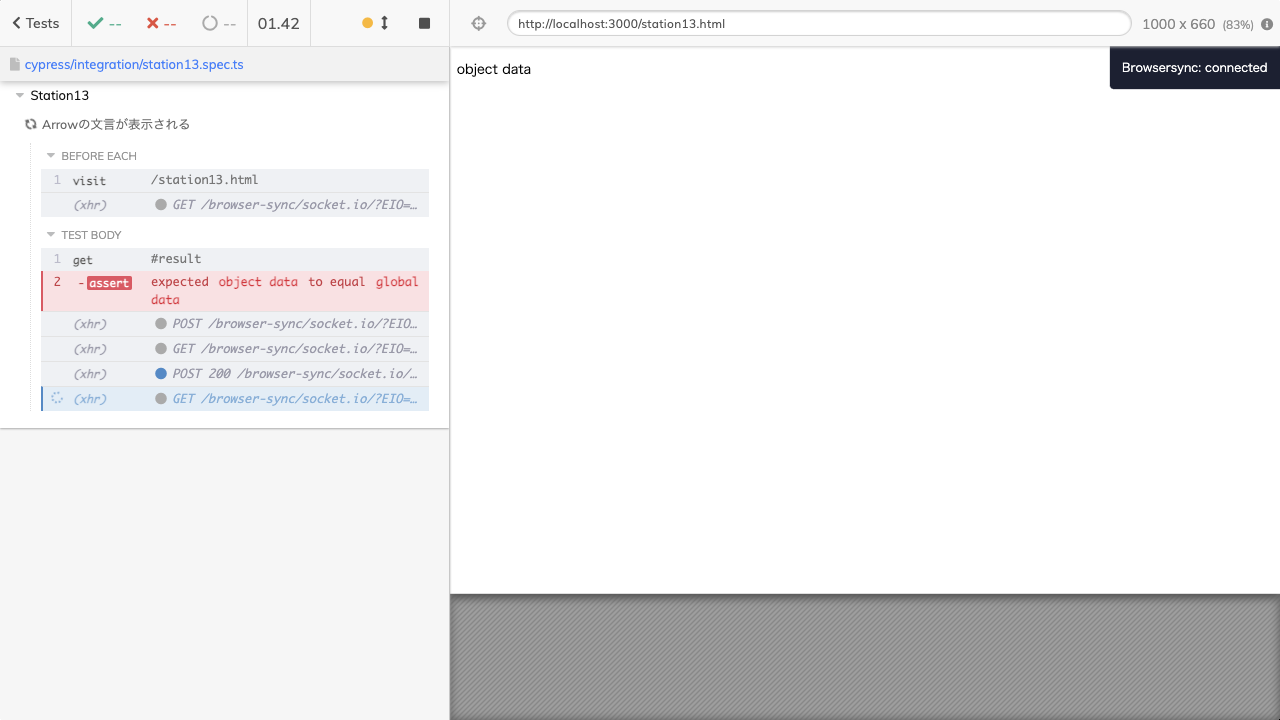 Tests
--
--
--
01.42
http://localhost:3000/station13.html
1000 x 660 (83%)
cypress/integration/station13.spec.ts
Station13
Arrowの文言が表示される
BEFORE EACH
1 visit /station13.html
(xhr) GET /browser-sync/socket.io/?EIO=…
TEST BODY
1 get #result
2 -assert expected object data to equal global
data
(xhr) POST /browser-sync/socket.io/?EIO…
(xhr) GET /browser-sync/socket.io/?EIO=…
(xhr) POST 200 /browser-sync/socket.io/…
(xhr) GET /browser-sync/socket.io/?EIO=…
object data
Browsersync: connected